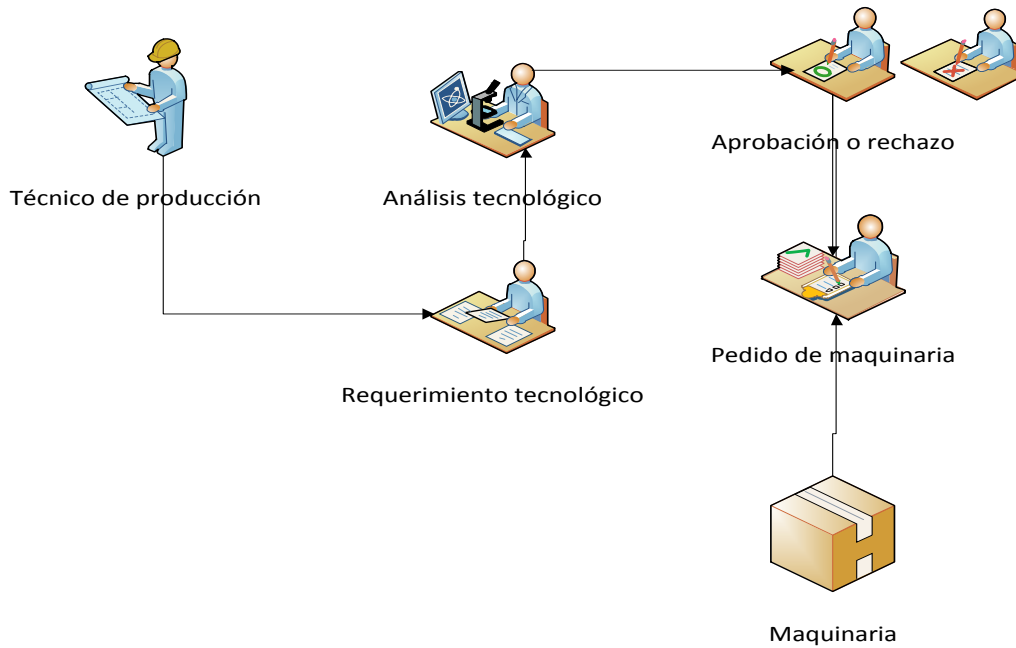 Técnico de producción
Análisis tecnológico
Aprobación o rechazo
Requerimiento tecnológico
Pedido de maquinaria
Maquinaria